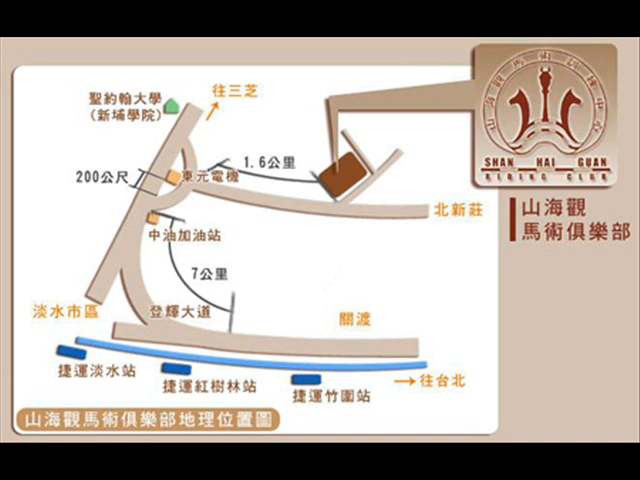 聖約翰大學
(新埔學院)
往三芝
1.6公里
200公尺
東元電機
中油加油站
北新莊
7公里
淡水市區
登輝大道
關渡
捷運淡水站
捷運紅樹林站
捷運竹圍站
往台北
山海觀馬術俱樂部地理位置圖
SHAN HAI GUAN
RIDING CLUB
山海觀
馬術俱樂部